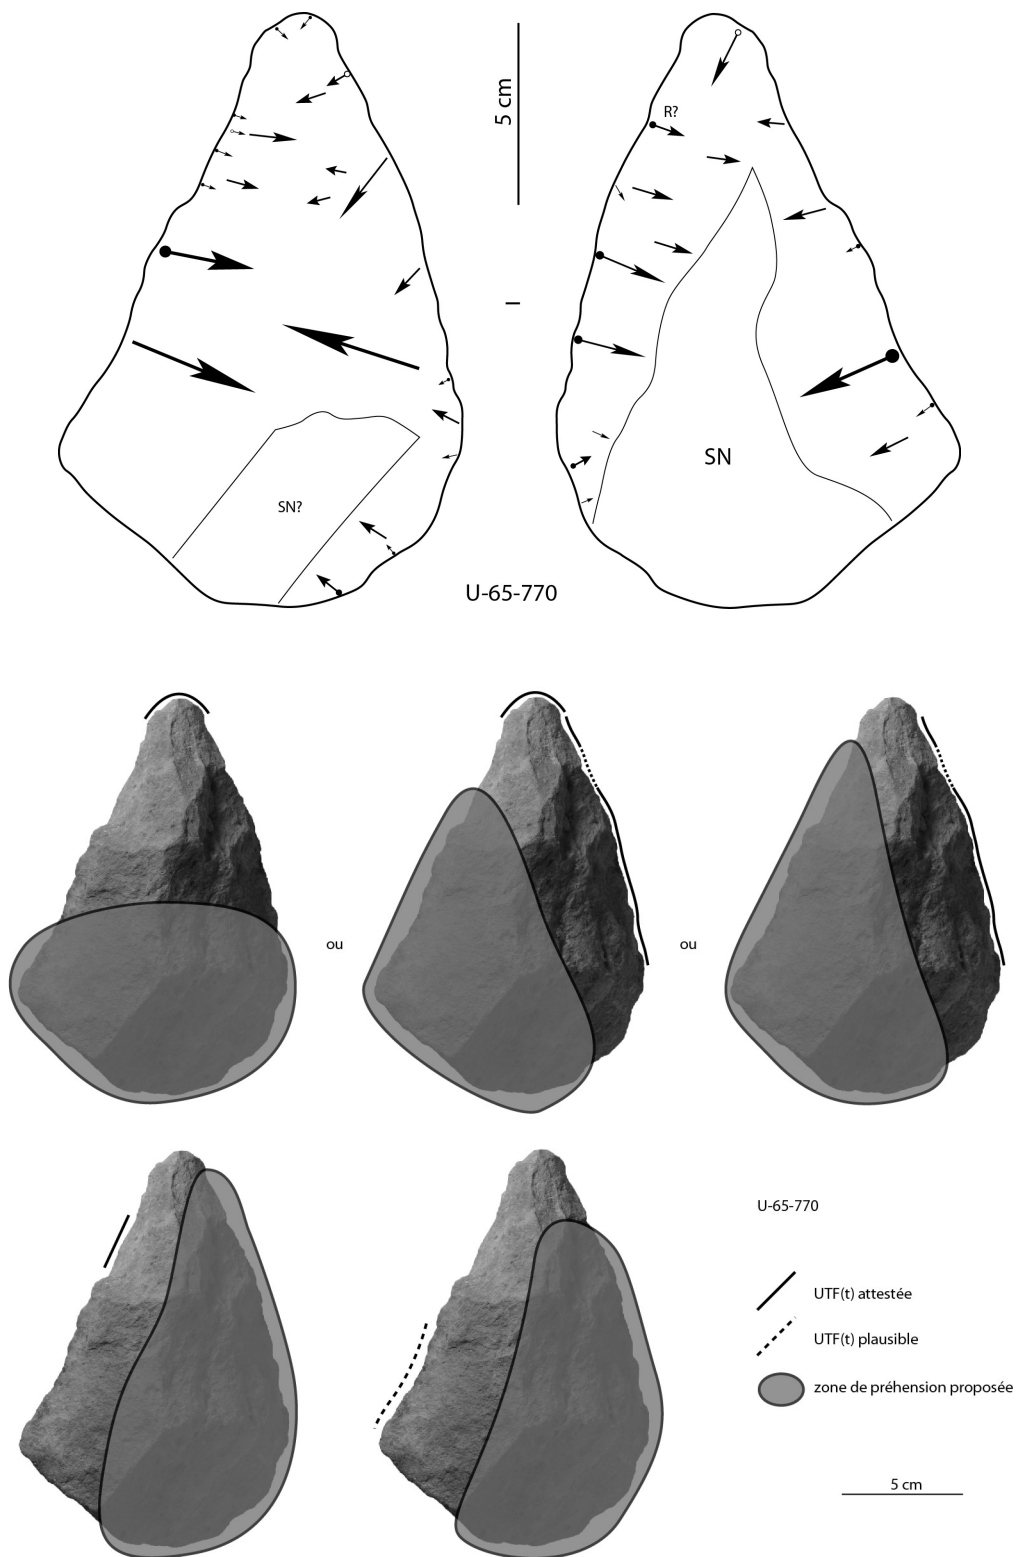 5 cm
R?
SN?
SN
U-65-770
ou
ou
U-65-770
UTF(t) attestée
UTF(t) plausible
zone de préhension proposée
5 cm